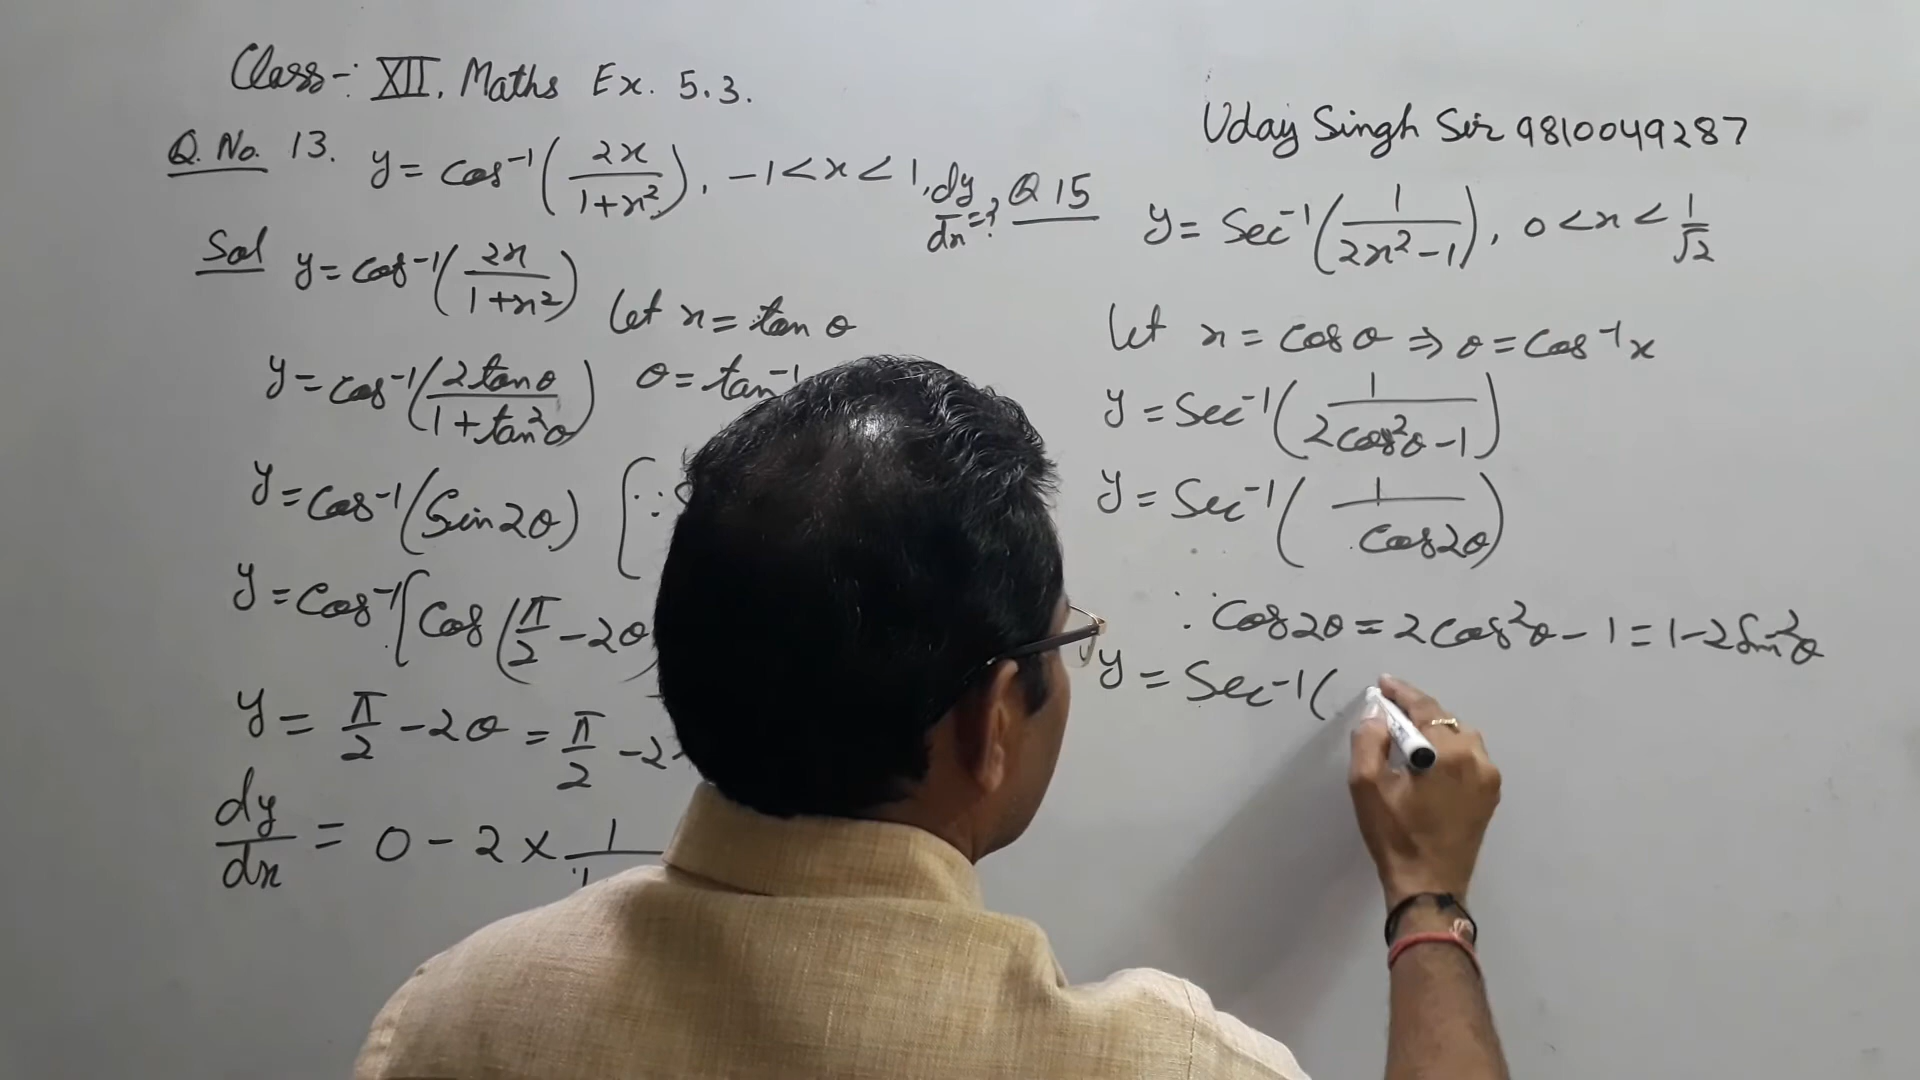 Class-: XII. Maths Ex. 5.3.
Q. No. 13. y = cos⁻¹(2x/(1+x²)), -1<x<1, dy/dx=?
Sol y = cos⁻¹(2x/(1+x²))
let x = tan θ
y = cos⁻¹(2tanθ/(1+tan²θ)) θ = tan⁻¹
y = cos⁻¹(Sin2θ) [∵
y = cos⁻¹[cos(π/2 - 2θ
y = π/2 - 2θ = π/2 - 2
dy/dx = 0 - 2 × 1
Uday Singh Sir 9810049287
Q 15 y = Sec⁻¹(1/(2x²-1)), 0<x<1/√2
let x = cosθ ⇒ θ = cos⁻¹x
y = Sec⁻¹(1/(2cos²θ-1))
y = Sec⁻¹(1/cos2θ)
∵ cos2θ = 2cos²θ - 1 = 1-2Sin²θ
y = Sec⁻¹(